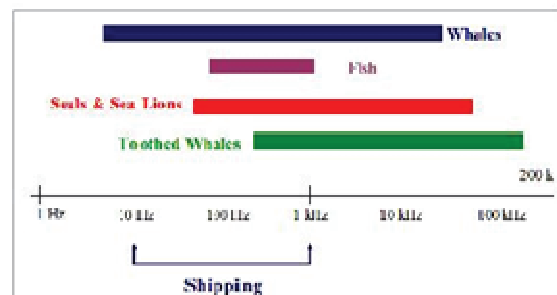 Whales
Fish
Seals & Sea Lions
Toothed Whales
200 k
1 Hz 10 Hz 100 Hz 1 kHz 10 kHz 100 kHz
Shipping